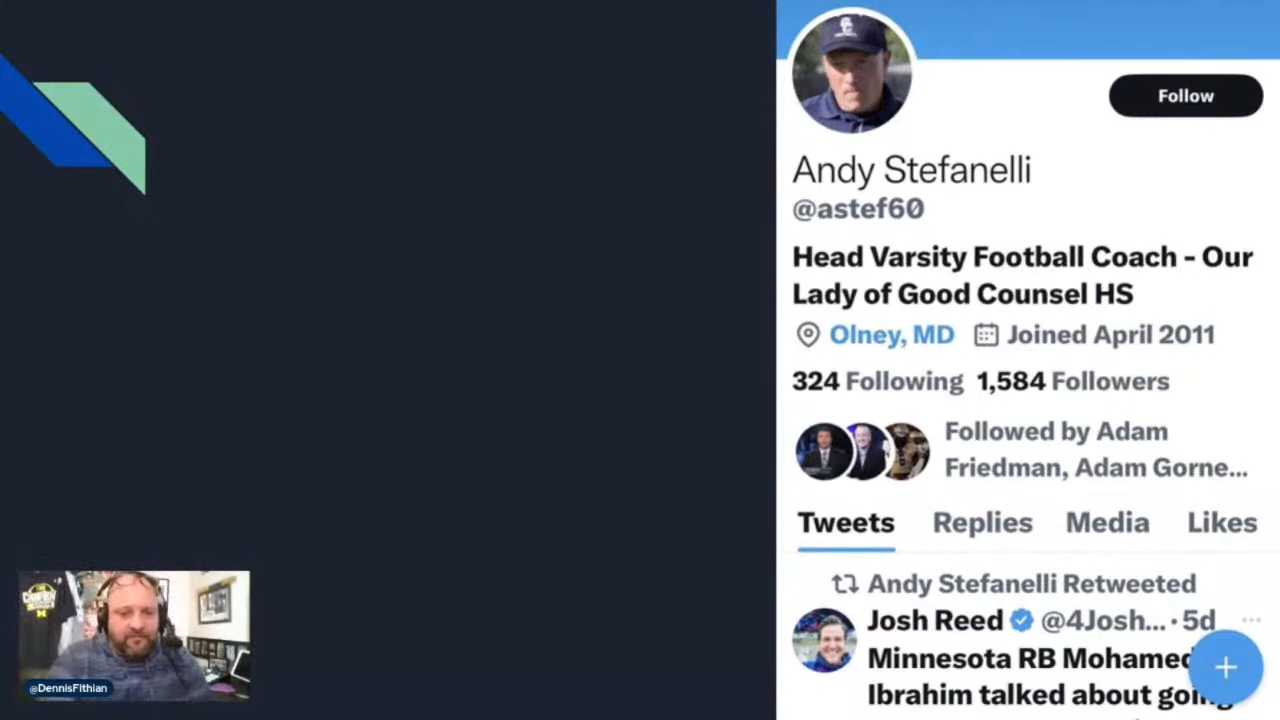 Follow
Andy Stefanelli
@astef60
Head Varsity Football Coach - Our
Lady of Good Counsel HS
Olney, MD Joined April 2011
324 Following 1,584 Followers
Followed by Adam
Friedman, Adam Gorne...
Tweets Replies Media Likes
Andy Stefanelli Retweeted
Josh Reed @4Josh... · 5d
Minnesota RB Mohamed
Ibrahim talked about going
@DennisFithian